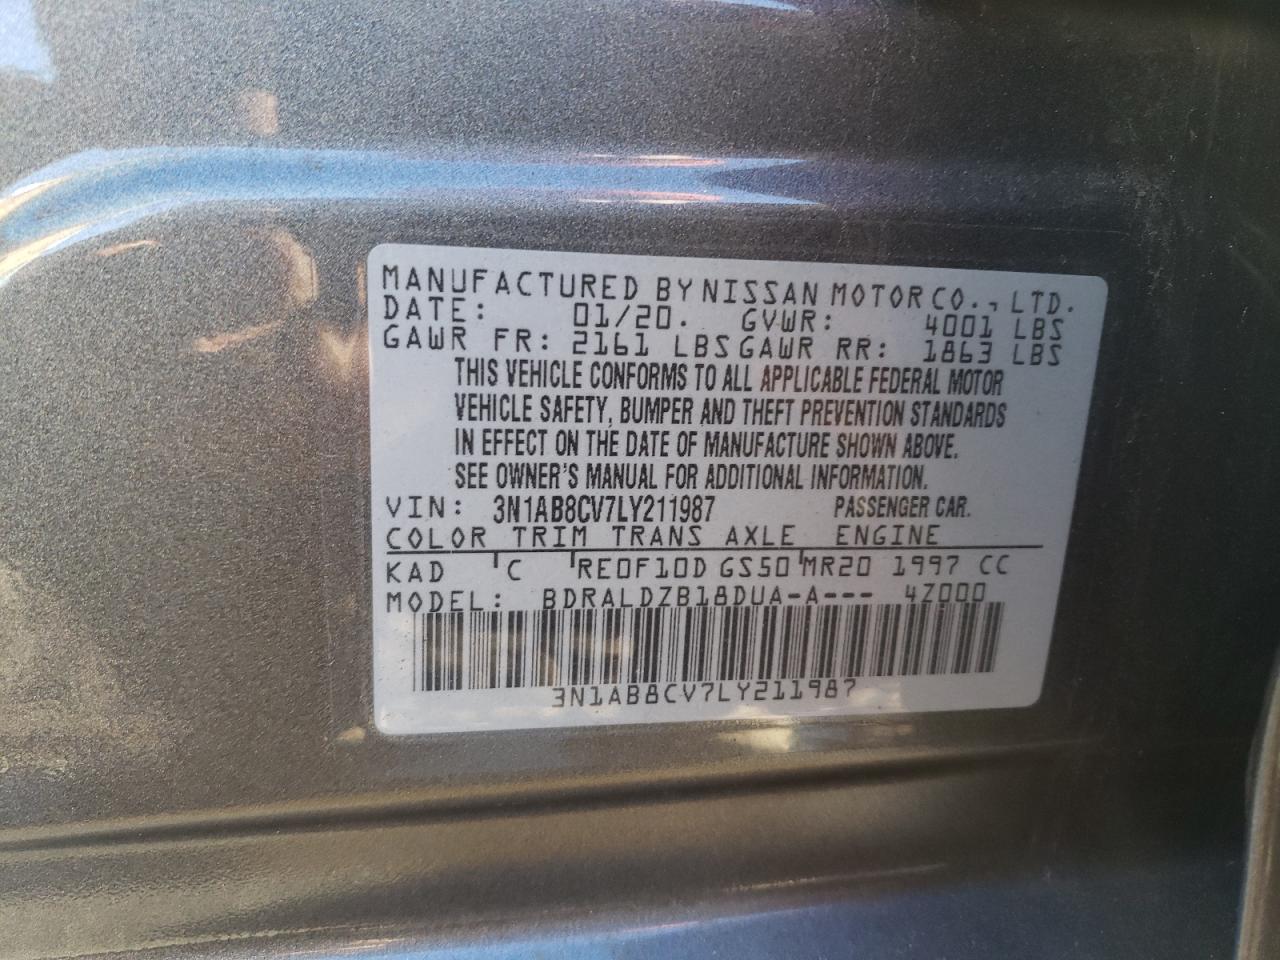 MANUFACTURED BY NISSAN MOTOR CO., LTD.
DATE: 01/20. GVWR: 4001 LBS
GAWR FR: 2161 LBS GAWR RR: 1863 LBS
THIS VEHICLE CONFORMS TO ALL APPLICABLE FEDERAL MOTOR
VEHICLE SAFETY, BUMPER AND THEFT PREVENTION STANDARDS
IN EFFECT ON THE DATE OF MANUFACTURE SHOWN ABOVE.
SEE OWNER'S MANUAL FOR ADDITIONAL INFORMATION.
VIN: 3N1AB8CV7LY211987 PASSENGER CAR.
COLOR TRIM TRANS AXLE ENGINE
KAD C RE0F10D GS50 MR20 1997 CC
MODEL: BDRALDZB18DUA-A--- 4Z000
3N1AB8CV7LY211987